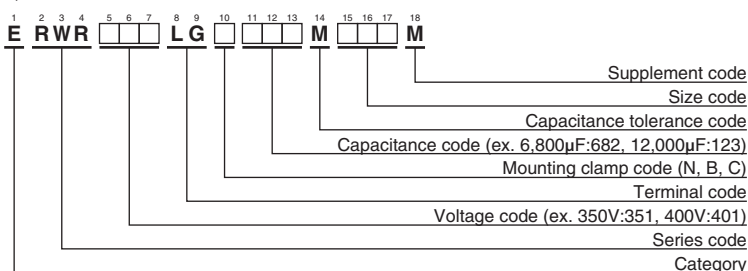 1 2 3 4 5 6 7 8 9 10 11 12 13 14 15 16 17 18
E RWR □□□ LG □ □□□ M □□□ M
Supplement code
Size code
Capacitance tolerance code
Capacitance code (ex. 6,800µF:682, 12,000µF:123)
Mounting clamp code (N, B, C)
Terminal code
Voltage code (ex. 350V:351, 400V:401)
Series code
Category